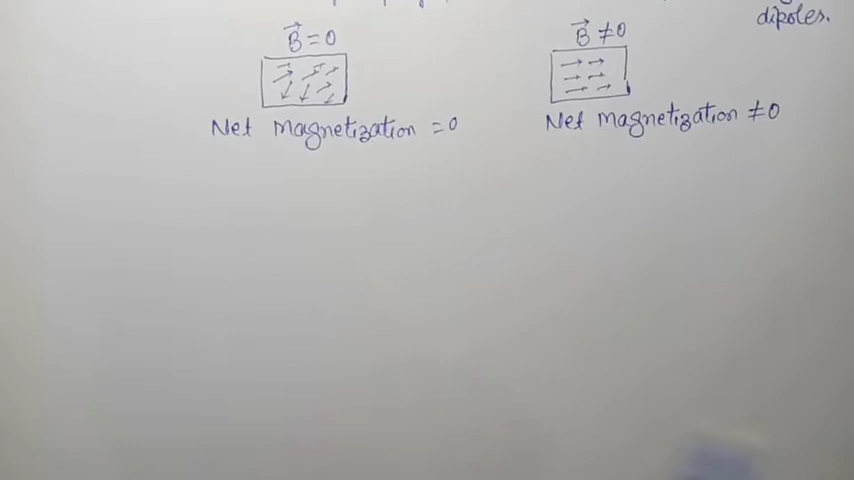 dipoles.
B⃗ = 0
B⃗ ≠ 0
Net magnetization = 0
Net magnetization ≠ 0